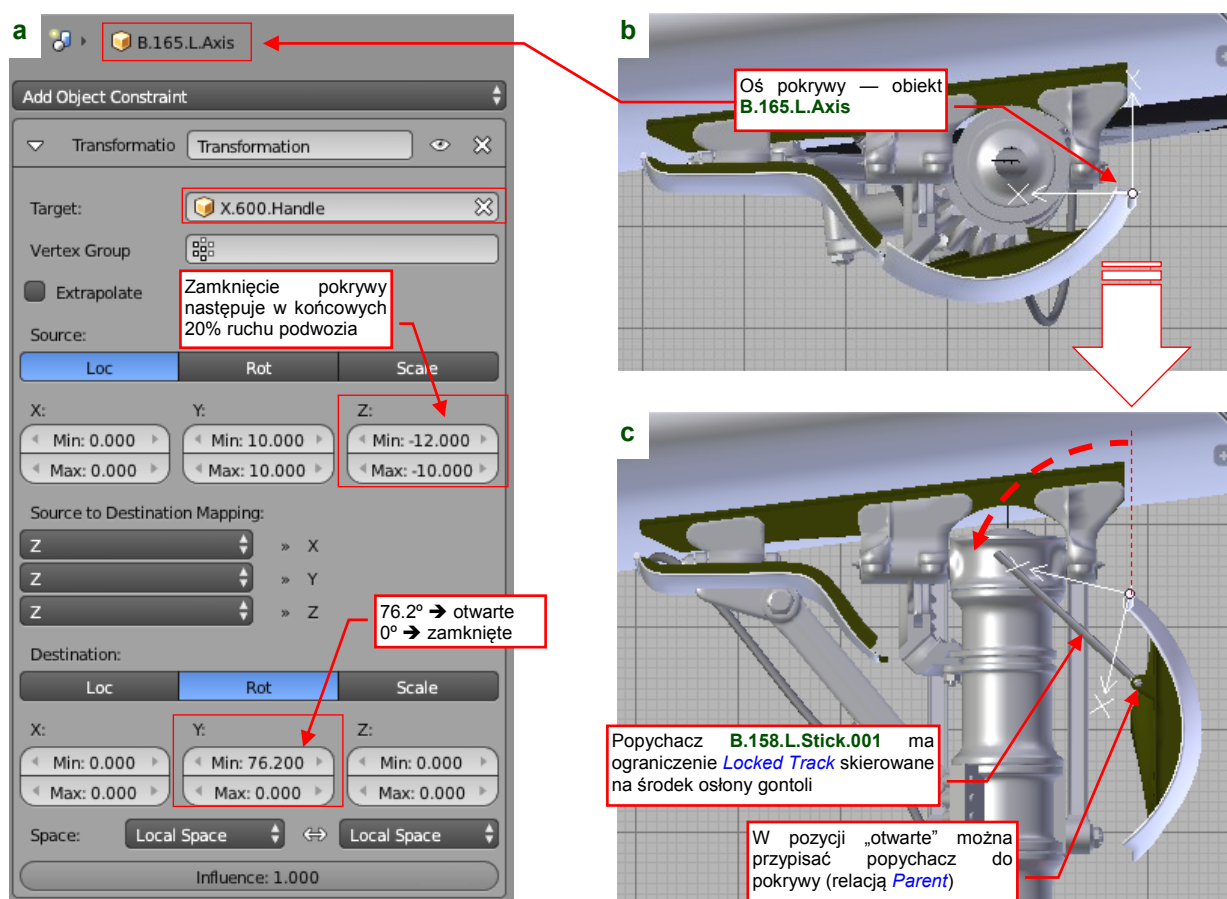 a
B.165.L.Axis
Add Object Constraint
Transformatio Transformation
Target: X.600.Handle
Vertex Group
Extrapolate
Zamknięcie pokrywy
następuje w końcowych
20% ruchu podwozia
Source:
Loc Rot Scale
X: Y: Z:
Min: 0.000 Min: 10.000 Min: -12.000
Max: 0.000 Max: 10.000 Max: -10.000
Source to Destination Mapping:
Z » X
Z » Y
Z » Z
76.2º ➔ otwarte
0º ➔ zamknięte
Destination:
Loc Rot Scale
X: Y: Z:
Min: 0.000 Min: 76.200 Min: 0.000
Max: 0.000 Max: 0.000 Max: 0.000
Space: Local Space Local Space
Influence: 1.000
b
Oś pokrywy — obiekt
B.165.L.Axis
c
Popychacz B.158.L.Stick.001 ma
ograniczenie Locked Track skierowane
na środek osłony gontoli
W pozycji „otwarte” można
przypisać popychacz do
pokrywy (relacją Parent)